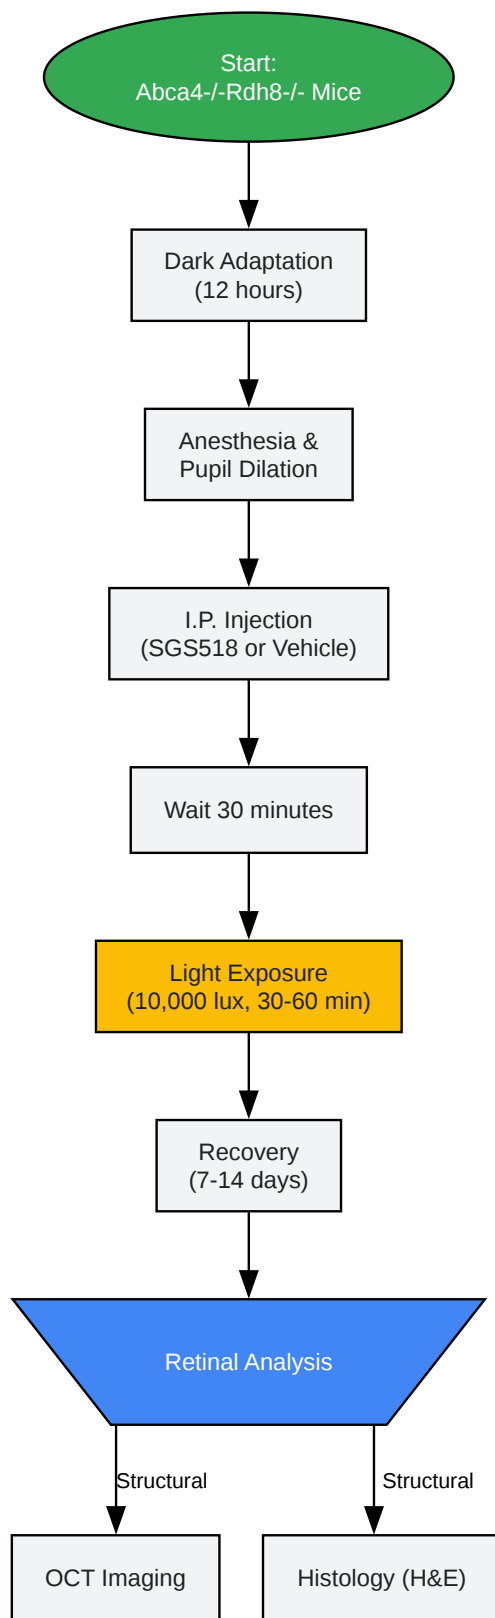 Start:
Abca4-/-Rdh8-/- Mice
Dark Adaptation
(12 hours)
Anesthesia &
Pupil Dilation
I.P. Injection
(SGS518 or Vehicle)
Wait 30 minutes
Light Exposure
(10,000 lux, 30-60 min)
Recovery
(7-14 days)
Retinal Analysis
Structural
Structural
OCT Imaging
Histology (H&E)